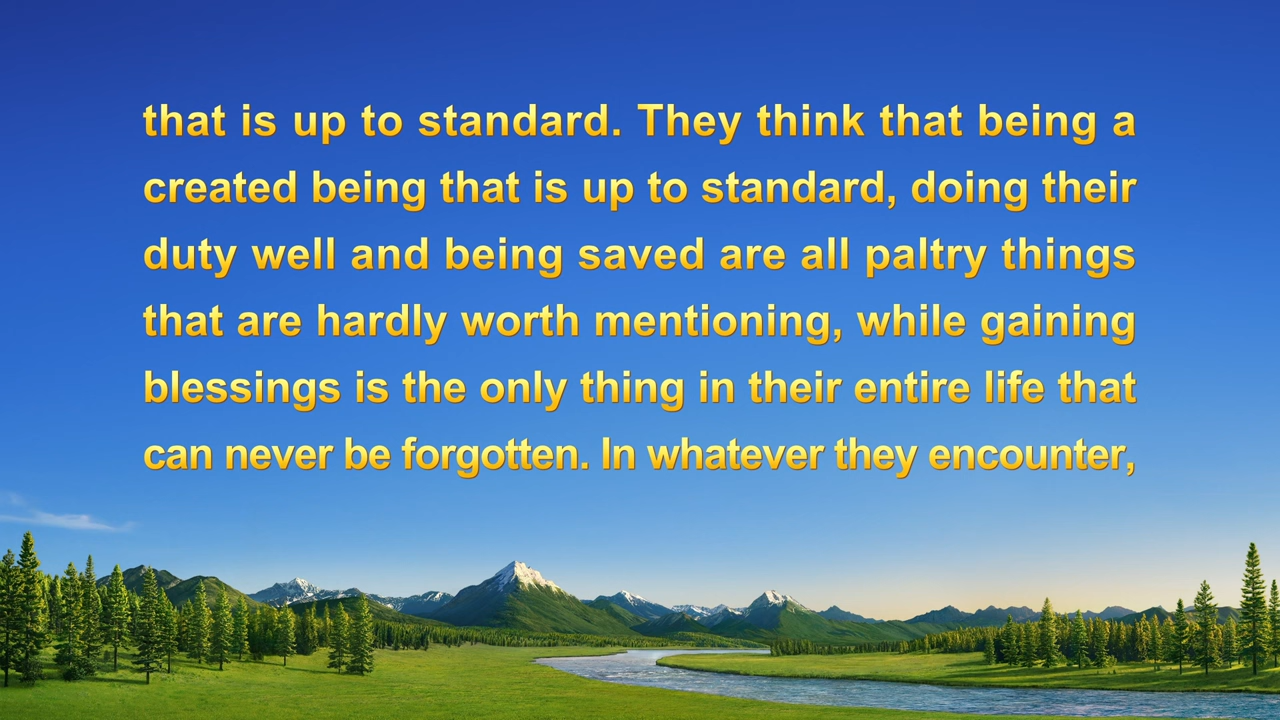 that is up to standard. They think that being a
created being that is up to standard, doing their
duty well and being saved are all paltry things
that are hardly worth mentioning, while gaining
blessings is the only thing in their entire life that
can never be forgotten. In whatever they encounter,